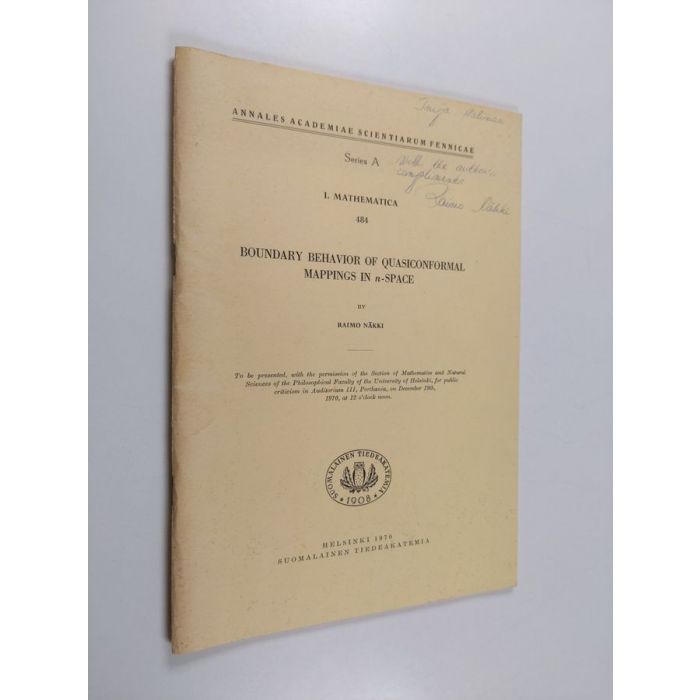 ANNALES ACADEMIAE SCIENTIARUM FENNICAE
Series A
With the author's
compliments
Raimo Näkki
I. MATHEMATICA
484
BOUNDARY BEHAVIOR OF QUASICONFORMAL
MAPPINGS IN n-SPACE
BY
RAIMO NÄKKI
To be presented, with the permission of the Section of Mathematics and Natural
Sciences of the Philosophical Faculty of the University of Helsinki, for public
criticism in Auditorium III, Porthania, on December 19th,
1970, at 12 o'clock noon.
SUOMALAINEN TIEDEAKATEMIA
1908
HELSINKI 1970
SUOMALAINEN TIEDEAKATEMIA